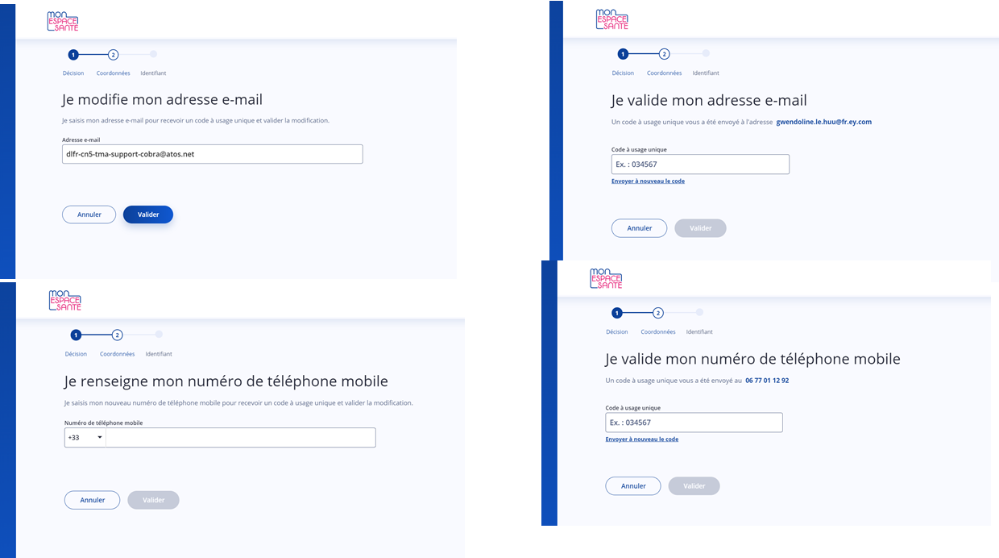 MON
ESPACE
SANTÉ
1 2
Décision Coordonnées Identifiant
Je modifie mon adresse e-mail
Je saisis mon adresse e-mail pour recevoir un code à usage unique et valider la modification.
Adresse e-mail
dlfr-cn5-tma-support-cobra@atos.net
Annuler Valider
MON
ESPACE
SANTÉ
1 2
Décision Coordonnées Identifiant
Je valide mon adresse e-mail
Un code à usage unique vous a été envoyé à l'adresse gwendoline.le.huu@fr.ey.com
Code à usage unique
Ex. : 034567
Envoyer à nouveau le code
Annuler Valider
MON
ESPACE
SANTÉ
1 2
Décision Coordonnées Identifiant
Je renseigne mon numéro de téléphone mobile
Je saisis mon nouveau numéro de téléphone mobile pour recevoir un code à usage unique et valider la modification.
Numéro de téléphone mobile
+33
Annuler Valider
MON
ESPACE
SANTÉ
1 2
Décision Coordonnées Identifiant
Je valide mon numéro de téléphone mobile
Un code à usage unique vous a été envoyé au 06 77 01 12 92
Code à usage unique
Ex. : 034567
Envoyer à nouveau le code
Annuler Valider